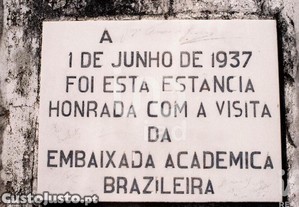 A
1 DE JUNHO DE 1937
FOI ESTA ESTANCIA
HONRADA COM A VISITA
DA
EMBAIXADA ACADEMICA
BRAZILEIRA
CustoJusto.pt